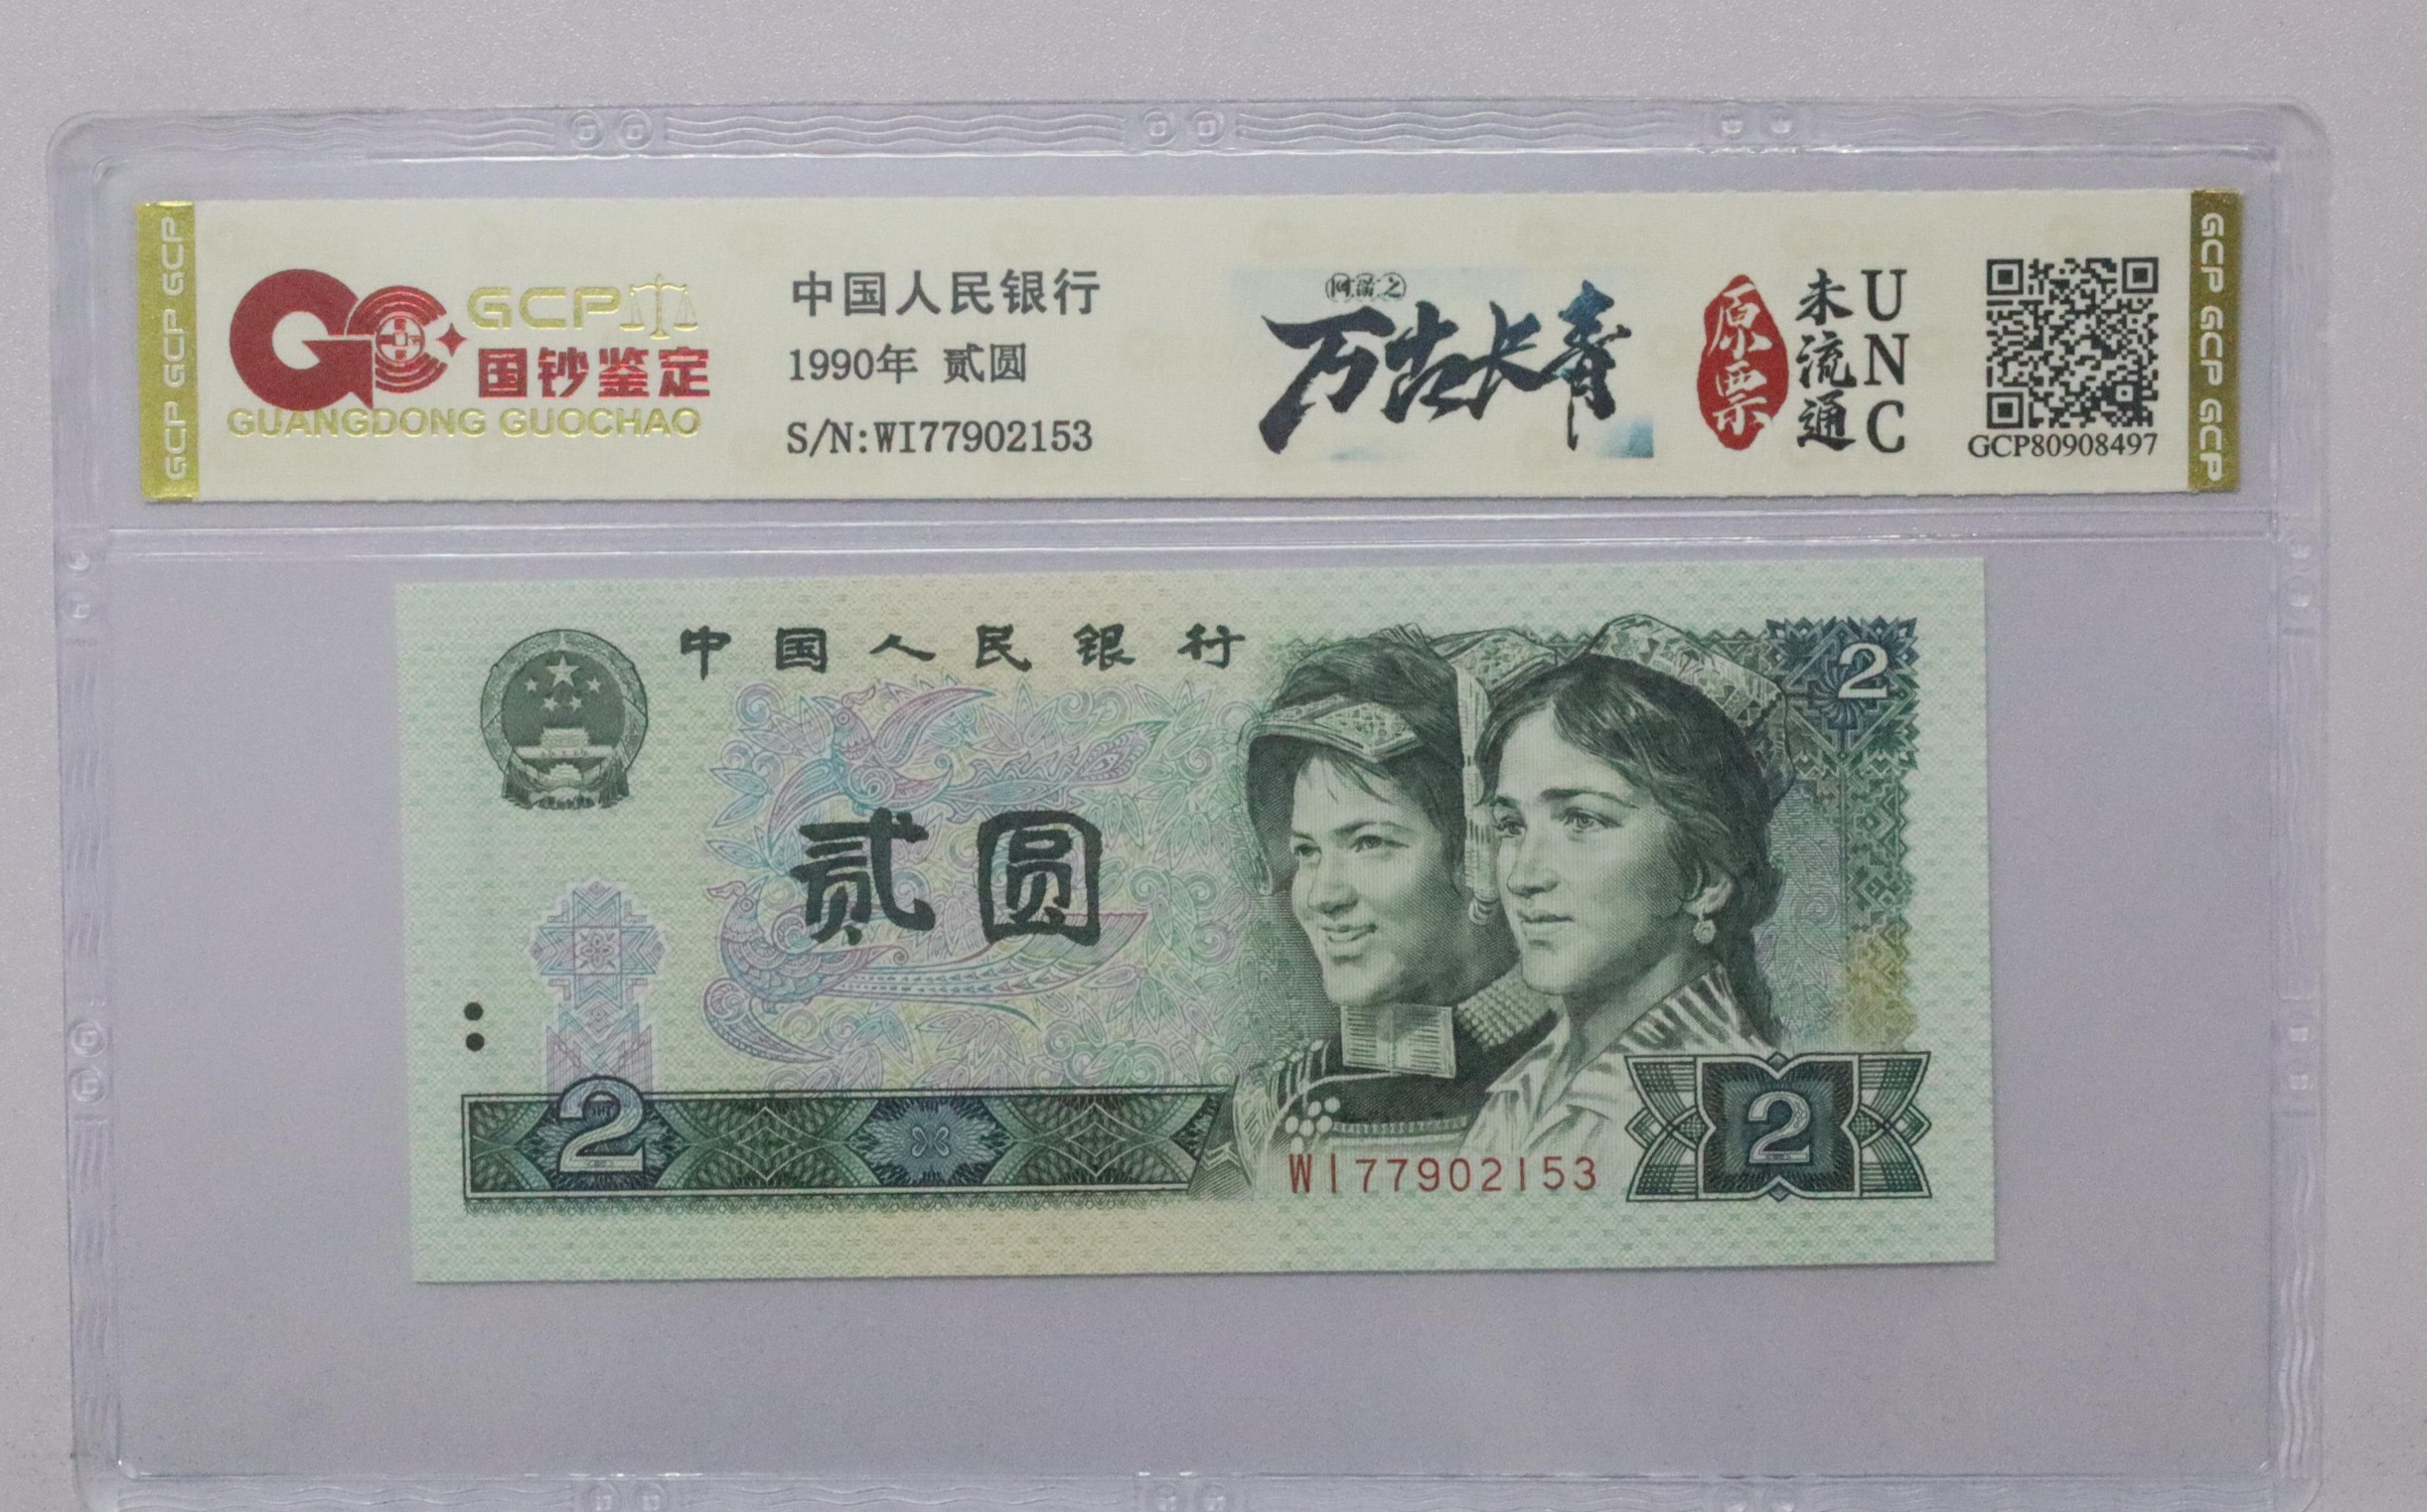 GCP GCP GCP
GCP
国钞鉴定
GUANGDONG GUOCHAO
中国人民银行
1990年 贰圆
S/N:WI77902153
万古长青
原票
未流通
UNC
GCP80908497
GCP GCP GCP
中国人民银行
2
贰圆
2
2
WI77902153